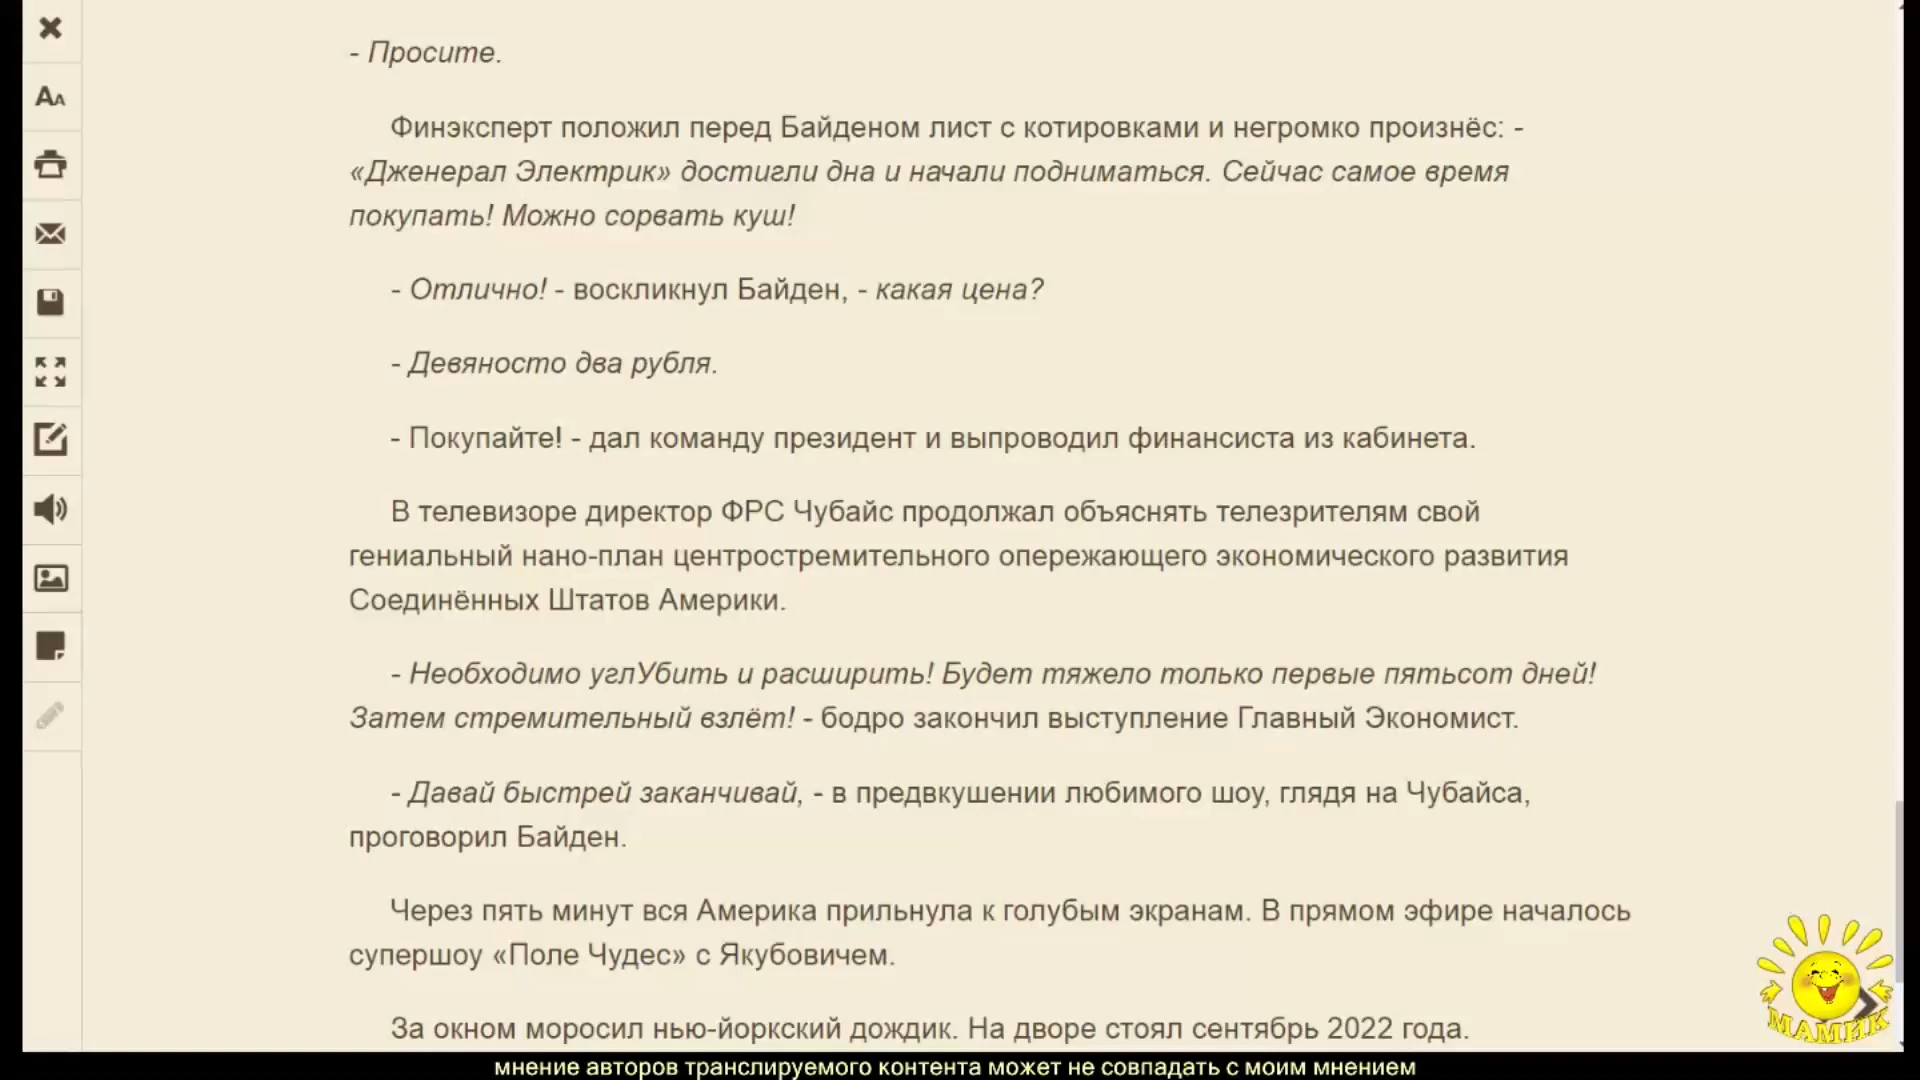 - Просите.
Финэксперт положил перед Байденом лист с котировками и негромко произнёс: -
«Дженерал Электрик» достигли дна и начали подниматься. Сейчас самое время
покупать! Можно сорвать куш!
- Отлично! - воскликнул Байден, - какая цена?
- Девяносто два рубля.
- Покупайте! - дал команду президент и выпроводил финансиста из кабинета.
В телевизоре директор ФРС Чубайс продолжал объяснять телезрителям свой
гениальный нано-план центростремительного опережающего экономического развития
Соединённых Штатов Америки.
- Необходимо углУбить и расширить! Будет тяжело только первые пятьсот дней!
Затем стремительный взлёт! - бодро закончил выступление Главный Экономист.
- Давай быстрей заканчивай, - в предвкушении любимого шоу, глядя на Чубайса,
проговорил Байден.
Через пять минут вся Америка прильнула к голубым экранам. В прямом эфире началось
супершоу «Поле Чудес» с Якубовичем.
За окном моросил нью-йоркский дождик. На дворе стоял сентябрь 2022 года.
МАМИК
мнение авторов транслируемого контента может не совпадать с моим мнением